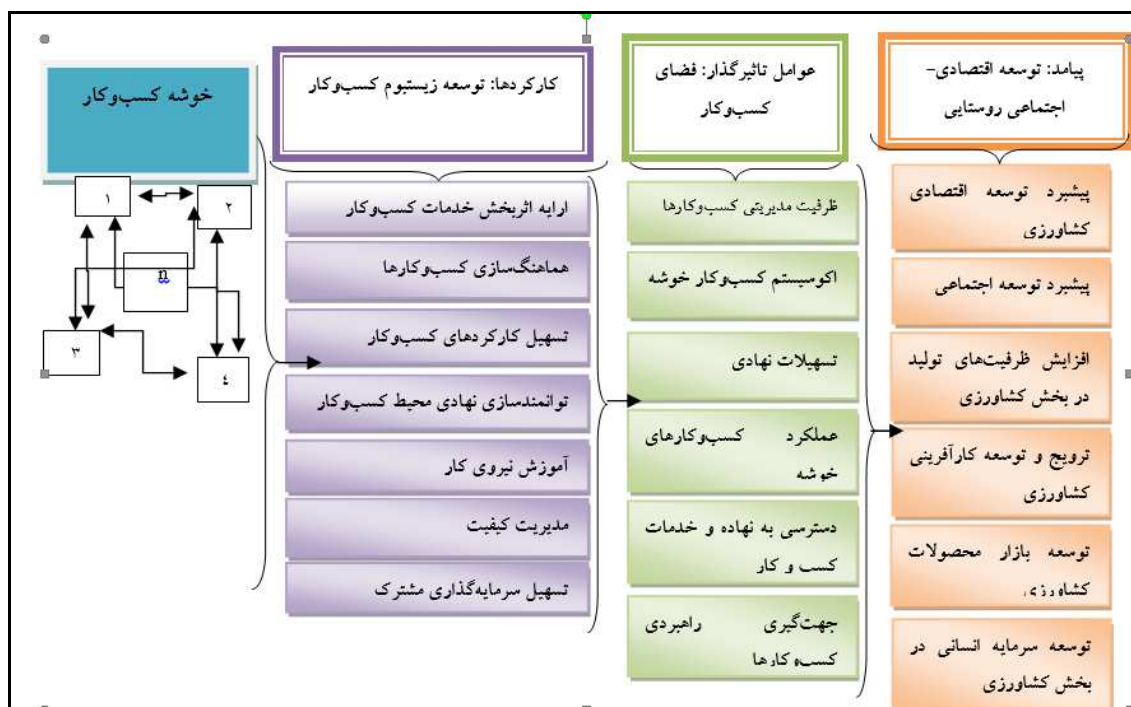 خوشه کسب‌وکار
۱
۲
n
۳
۴
کارکردها: توسعه زیستبوم کسب‌وکار
ارایه اثربخش خدمات کسب‌وکار
هماهنگ‌سازی کسب‌وکارها
تسهیل کارکردهای کسب‌وکار
توانمندسازی نهادی محیط کسب‌وکار
آموزش نیروی کار
مدیریت کیفیت
تسهیل سرمایه‌گذاری مشترک
عوامل تاثیرگذار: فضای
کسب‌وکار
ظرفیت مدیریتی کسب‌وکارها
اکوسیستم کسب‌وکار خوشه
تسهیلات نهادی
عملکرد کسب‌وکارهای
خوشه
دسترسی به نهاده و خدمات
کسب و کار
جهت‌گیری راهبردی
کسب‌وکارها
پیامد: توسعه اقتصادی-
اجتماعی روستایی
پیشبرد توسعه اقتصادی
کشاورزی
پیشبرد توسعه اجتماعی
افزایش ظرفیت‌های تولید
در بخش کشاورزی
ترویج و توسعه کارآفرینی
کشاورزی
توسعه بازار محصولات
کشاورزی
توسعه سرمایه انسانی در
بخش کشاورزی